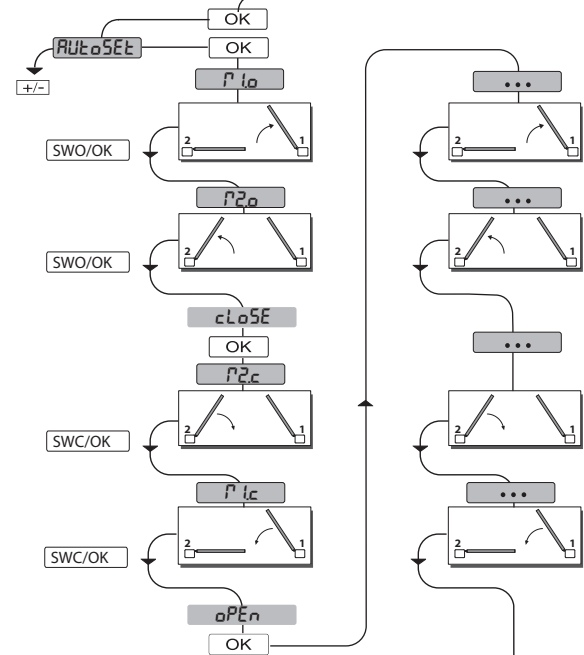 OK
AUtoSEt
OK
+/-
M1.o
2
1
SWO/OK
M2.o
2
1
SWO/OK
cLoSE
OK
M2.c
2
1
SWC/OK
M1.c
2
1
SWC/OK
oPEn
OK
...
2
1
...
2
1
...
2
1
...
2
1